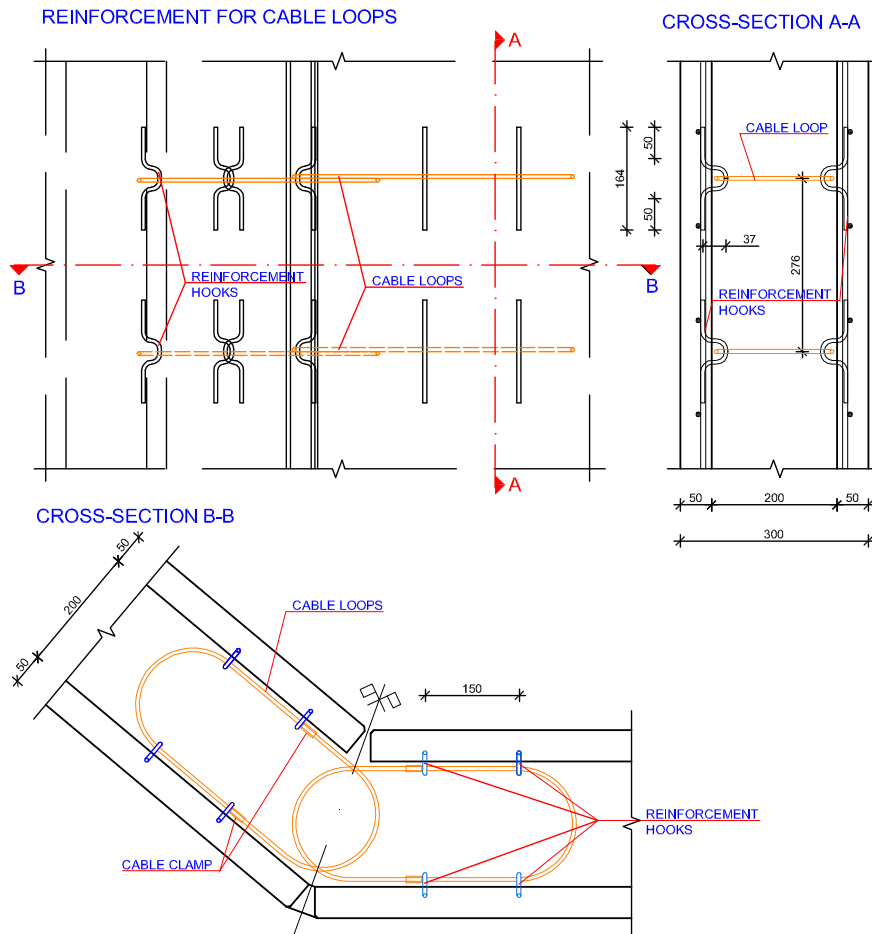 REINFORCEMENT FOR CABLE LOOPS
CROSS-SECTION A-A
A
CABLE LOOP
50
164
50
37
276
B
REINFORCEMENT
HOOKS
CABLE LOOPS
B
REINFORCEMENT
HOOKS
A
50
200
50
300
CROSS-SECTION B-B
50
200
50
CABLE LOOPS
150
REINFORCEMENT
HOOKS
CABLE CLAMP